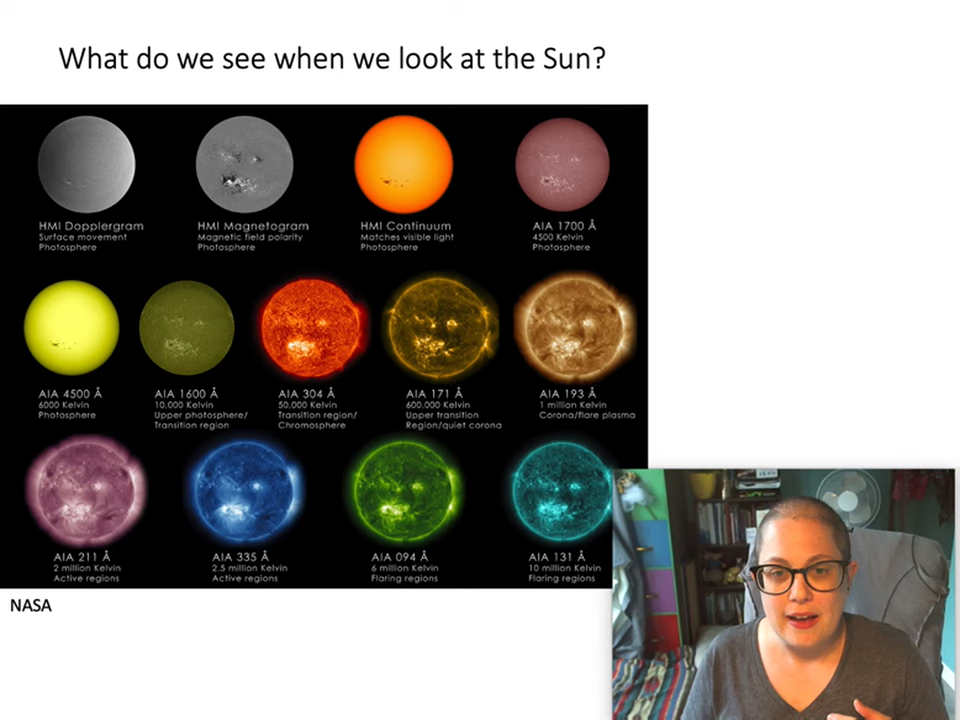 What do we see when we look at the Sun?
HMI Dopplergram
Surface movement
Photosphere
HMI Magnetogram
Magnetic field polarity
Photosphere
HMI Continuum
Matches visible light
Photosphere
AIA 1700 Å
4500 Kelvin
Photosphere
AIA 4500 Å
6000 Kelvin
Photosphere
AIA 1600 Å
10,000 Kelvin
Upper photosphere/
Transition region
AIA 304 Å
50,000 Kelvin
Transition region/
Chromosphere
AIA 171 Å
600,000 Kelvin
Upper transition
Region/quiet corona
AIA 193 Å
1 million Kelvin
Corona/flare plasma
AIA 211 Å
2 million Kelvin
Active regions
AIA 335 Å
2.5 million Kelvin
Active regions
AIA 094 Å
6 million Kelvin
Flaring regions
AIA 131 Å
10 million Kelvin
Flaring regions
NASA